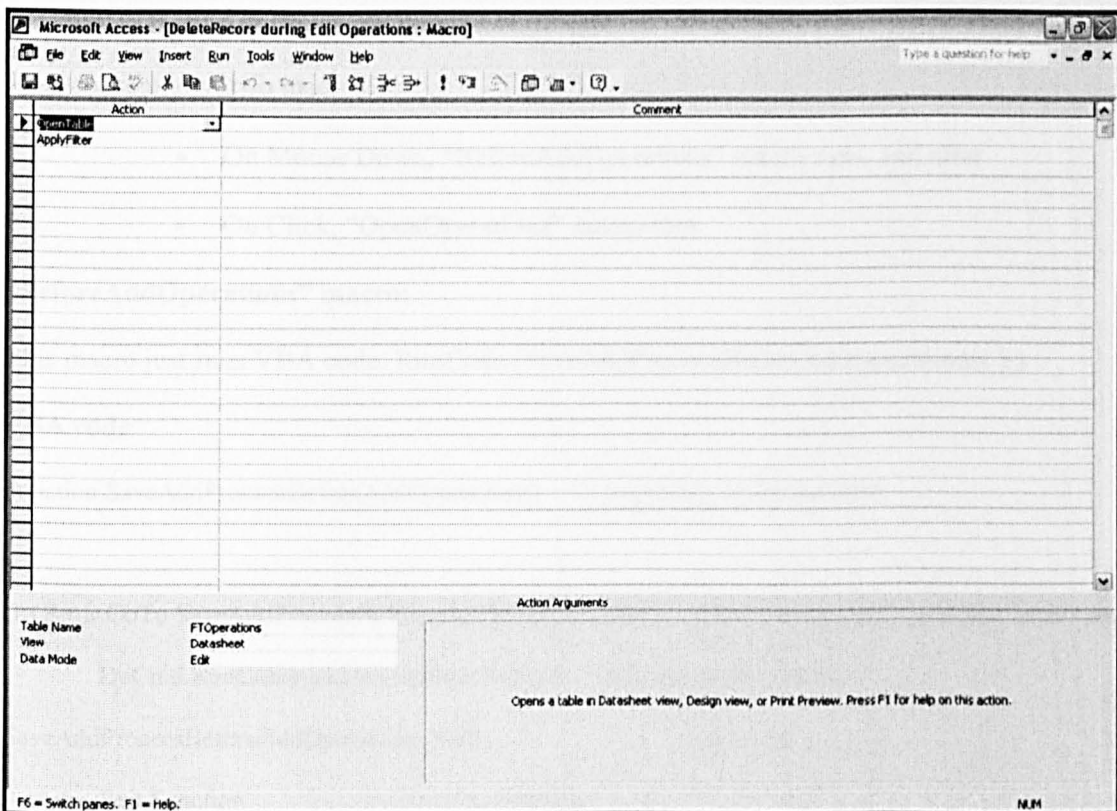 Microsoft Access - [DeleteRecors during Edit Operations : Macro]
File Edit View Insert Run Tools Window Help
Type a question for help
Action Comment
OpenTable
ApplyFilter
Action Arguments
Table Name FTOperations
View Datasheet
Data Mode Edit
Opens a table in Datasheet view, Design view, or Print Preview. Press F1 for help on this action.
F6 = Switch panes. F1 = Help. NUM